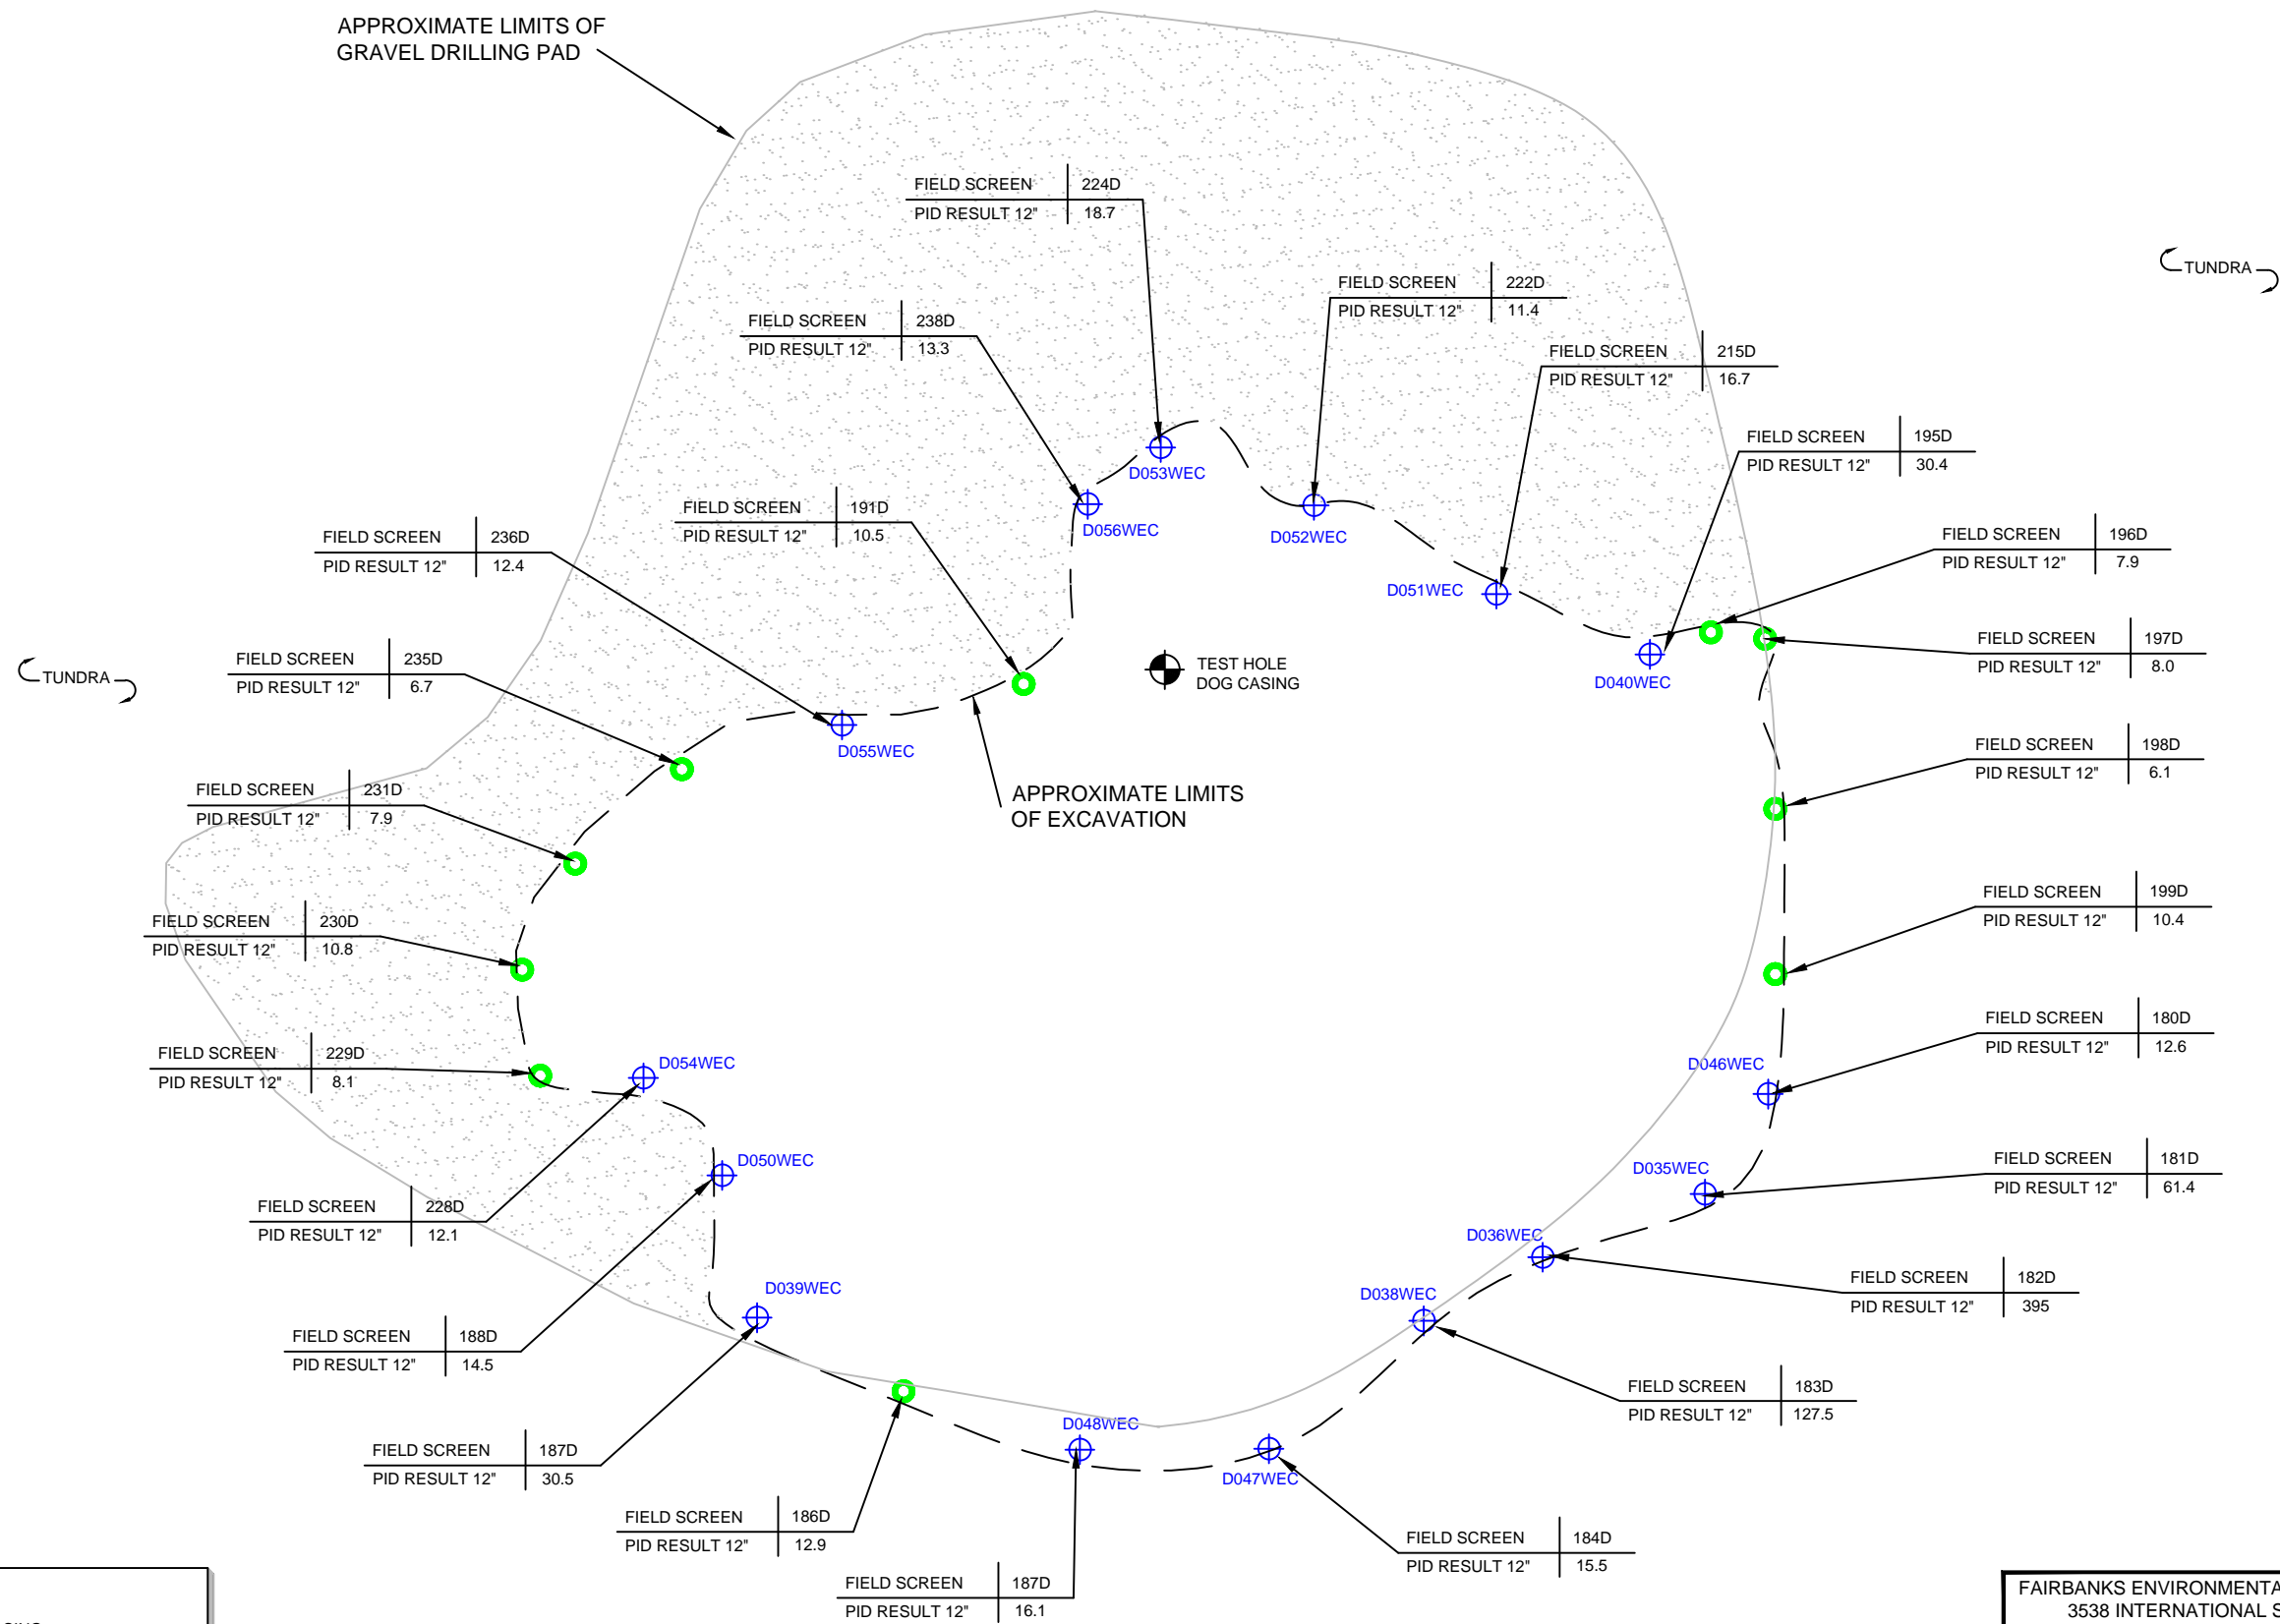 APPROXIMATE LIMITS OF
GRAVEL DRILLING PAD
FIELD SCREEN 224D
PID RESULT 12" 18.7
TUNDRA
FIELD SCREEN 222D
PID RESULT 12" 11.4
FIELD SCREEN 238D
PID RESULT 12" 13.3
FIELD SCREEN 215D
PID RESULT 12" 16.7
FIELD SCREEN 195D
PID RESULT 12" 30.4
D053WEC
FIELD SCREEN 191D
PID RESULT 12" 10.5
D056WEC
D052WEC
FIELD SCREEN 236D
PID RESULT 12" 12.4
FIELD SCREEN 196D
PID RESULT 12" 7.9
D051WEC
FIELD SCREEN 197D
PID RESULT 12" 8.0
FIELD SCREEN 235D
PID RESULT 12" 6.7
TUNDRA
TEST HOLE
DOG CASING
D040WEC
D055WEC
FIELD SCREEN 198D
PID RESULT 12" 6.1
FIELD SCREEN 231D
PID RESULT 12" 7.9
APPROXIMATE LIMITS
OF EXCAVATION
FIELD SCREEN 199D
PID RESULT 12" 10.4
FIELD SCREEN 230D
PID RESULT 12" 10.8
FIELD SCREEN 180D
PID RESULT 12" 12.6
FIELD SCREEN 229D
PID RESULT 12" 8.1
D054WEC
D046WEC
D050WEC
D035WEC
FIELD SCREEN 181D
PID RESULT 12" 61.4
FIELD SCREEN 228D
PID RESULT 12" 12.1
D036WEC
D039WEC
D038WEC
FIELD SCREEN 182D
PID RESULT 12" 395
FIELD SCREEN 188D
PID RESULT 12" 14.5
FIELD SCREEN 183D
PID RESULT 12" 127.5
D048WEC
FIELD SCREEN 187D
PID RESULT 12" 30.5
D047WEC
FIELD SCREEN 186D
PID RESULT 12" 12.9
FIELD SCREEN 184D
PID RESULT 12" 15.5
FIELD SCREEN 187D
PID RESULT 12" 16.1
FAIRBANKS ENVIRONMENTA
3538 INTERNATIONAL S